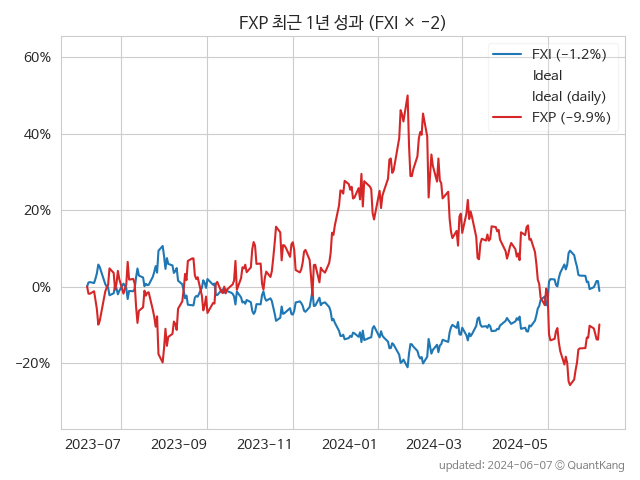 FXP 최근 1년 성과 (FXI × −2)
60%
40%
20%
0%
−20%
FXI (−1.2%)
Ideal
Ideal (daily)
FXP (−9.9%)
2023−07
2023−09
2023−11
2024−01
2024−03
2024−05
updated: 2024-06-07 © QuantKang